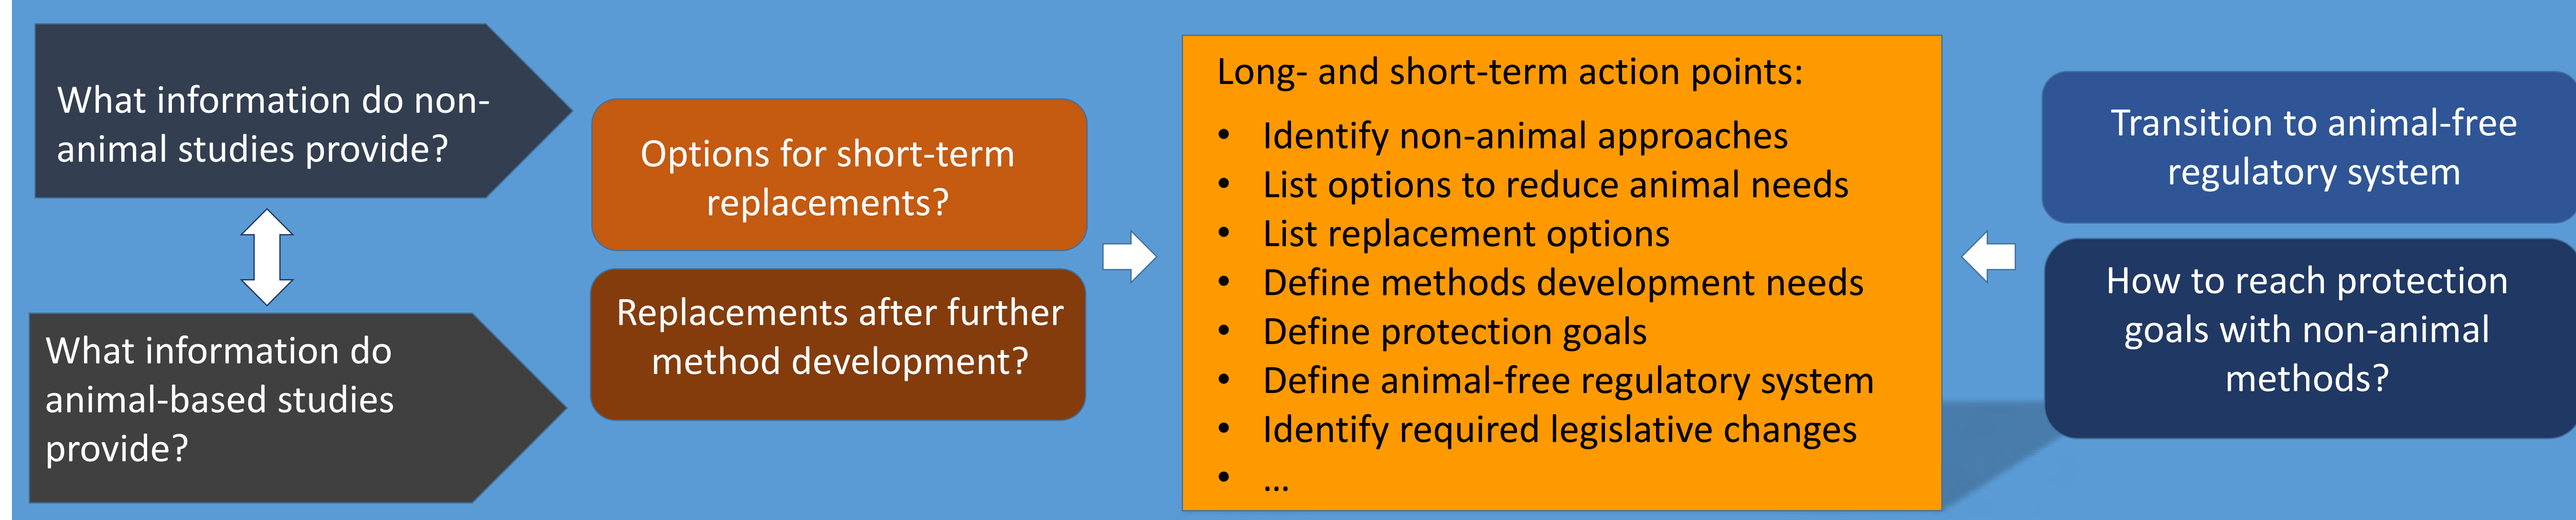 What information do non-
animal studies provide?
What information do
animal-based studies
provide?
Options for short-term
replacements?
Replacements after further
method development?
Long- and short-term action points:
• Identify non-animal approaches
• List options to reduce animal needs
• List replacement options
• Define methods development needs
• Define protection goals
• Define animal-free regulatory system
• Identify required legislative changes
• …
Transition to animal-free
regulatory system
How to reach protection
goals with non-animal
methods?